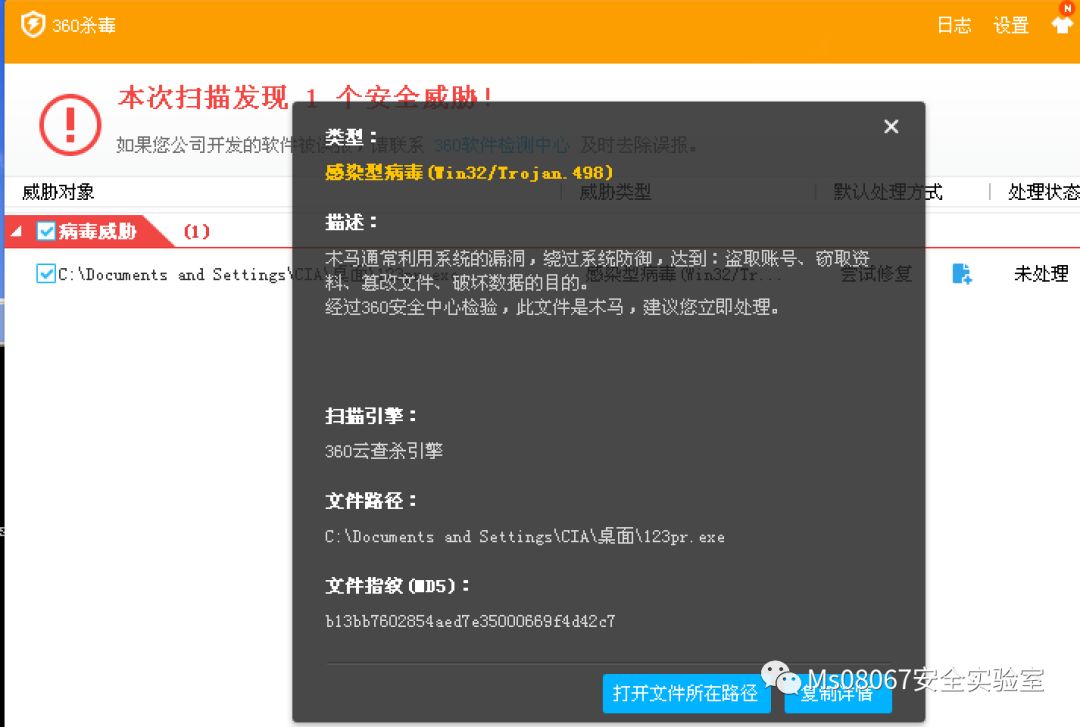 360杀毒
日志 设置
N
本次扫描发现 1 个安全威胁!
如果您公司开发的软件被误报,请联系 360软件检测中心 及时去除误报。
威胁对象 威胁类型 默认处理方式 处理状态
病毒威胁 (1)
C:\Documents and Settings\CIA\桌面\123pr.exe 感染型病毒(Win32/Tr... 尝试修复 未处理
类型:
感染型病毒(Win32/Trojan.498)
描述:
木马通常利用系统的漏洞,绕过系统防御,达到:盗取账号、窃取资
料、篡改文件、破坏数据的目的。
经过360安全中心检验,此文件是木马,建议您立即处理。
扫描引擎:
360云查杀引擎
文件路径:
C:\Documents and Settings\CIA\桌面\123pr.exe
文件指纹(MD5):
b13bb7602854aed7e35000669f4d42c7
打开文件所在路径 复制详情
Ms08067安全实验室